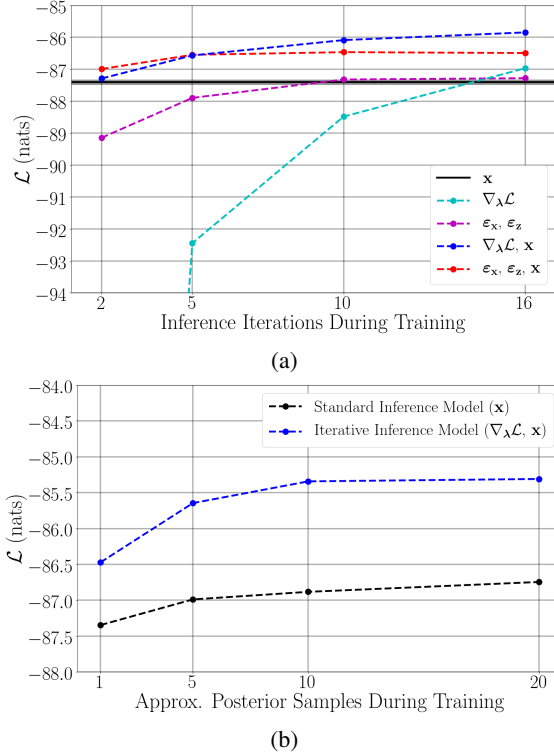 −85
−86
−87
−88
−89
−90
−91
−92
−93
−94
ℒ (nats)
x
∇λℒ
εx, εz
∇λℒ, x
εx, εz, x
2
5
10
16
Inference Iterations During Training
(a)
−84.0
−84.5
−85.0
−85.5
−86.0
−86.5
−87.0
−87.5
−88.0
ℒ (nats)
Standard Inference Model (x)
Iterative Inference Model (∇λℒ, x)
1
5
10
20
Approx. Posterior Samples During Training
(b)